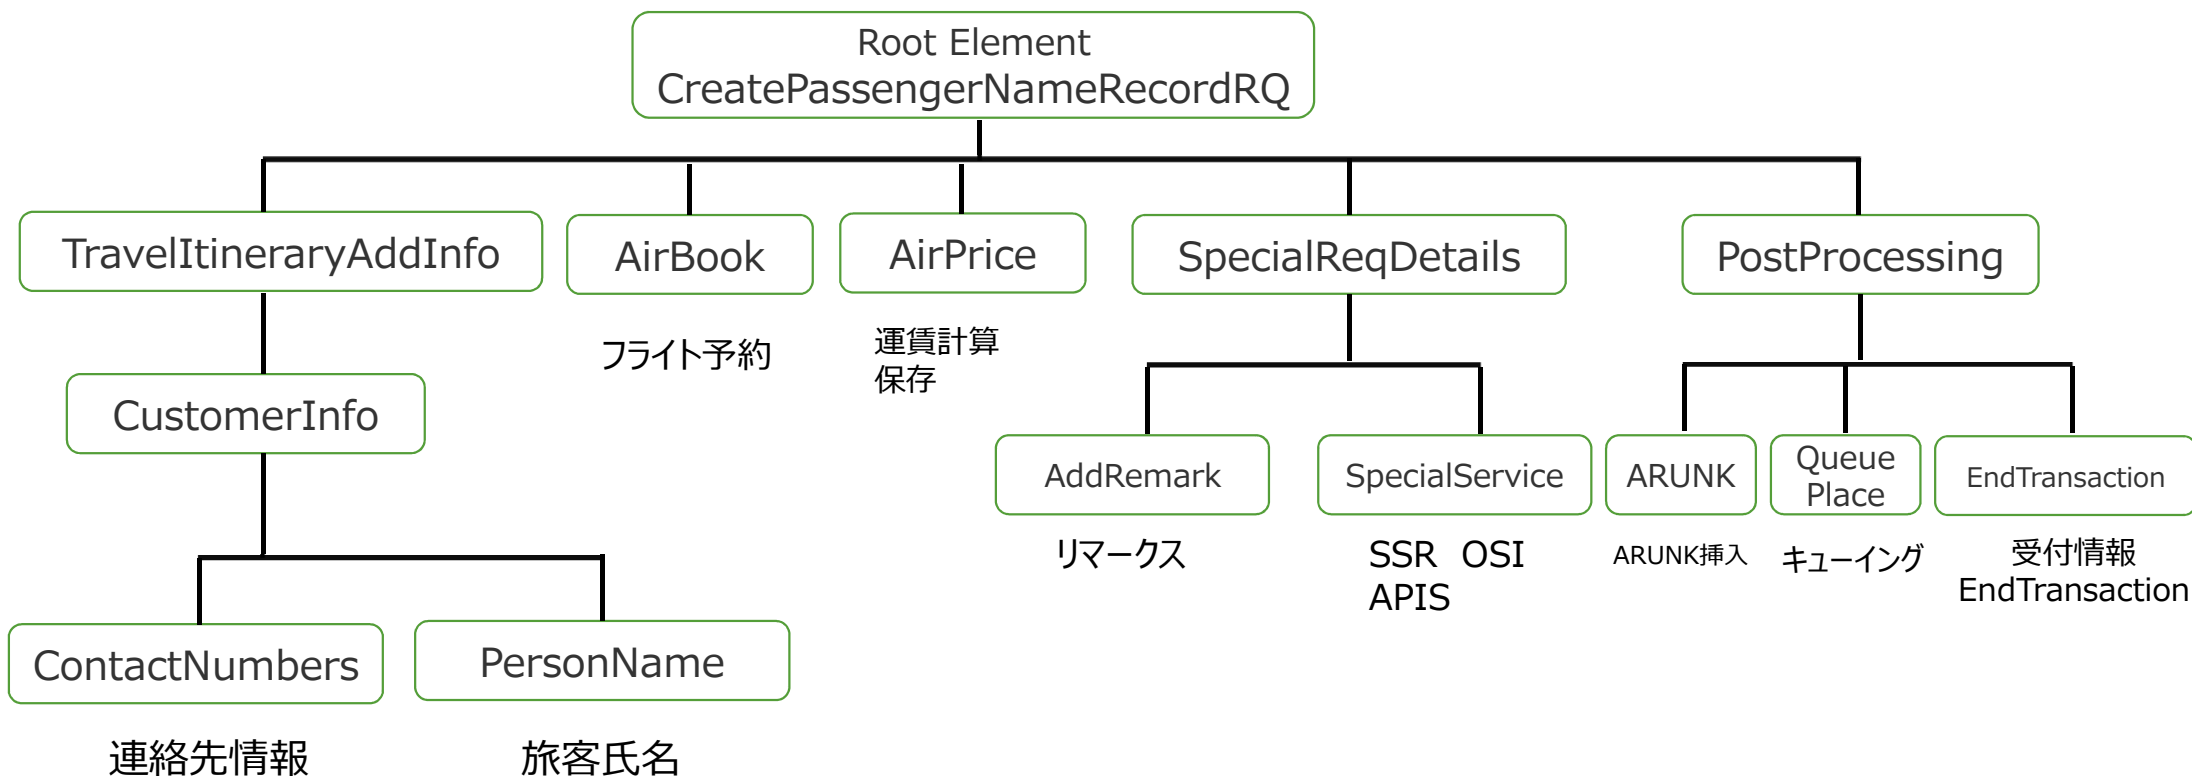 Root Element
CreatePassengerNameRecordRQ
TravelItineraryAddInfo
AirBook
AirPrice
SpecialReqDetails
PostProcessing
フライト予約
運賃計算
保存
CustomerInfo
AddRemark
SpecialService
ARUNK
Queue
Place
EndTransaction
リマークス
SSR　OSI
APIS
ARUNK挿入
キューイング
受付情報
EndTransaction
ContactNumbers
PersonName
連絡先情報
旅客氏名